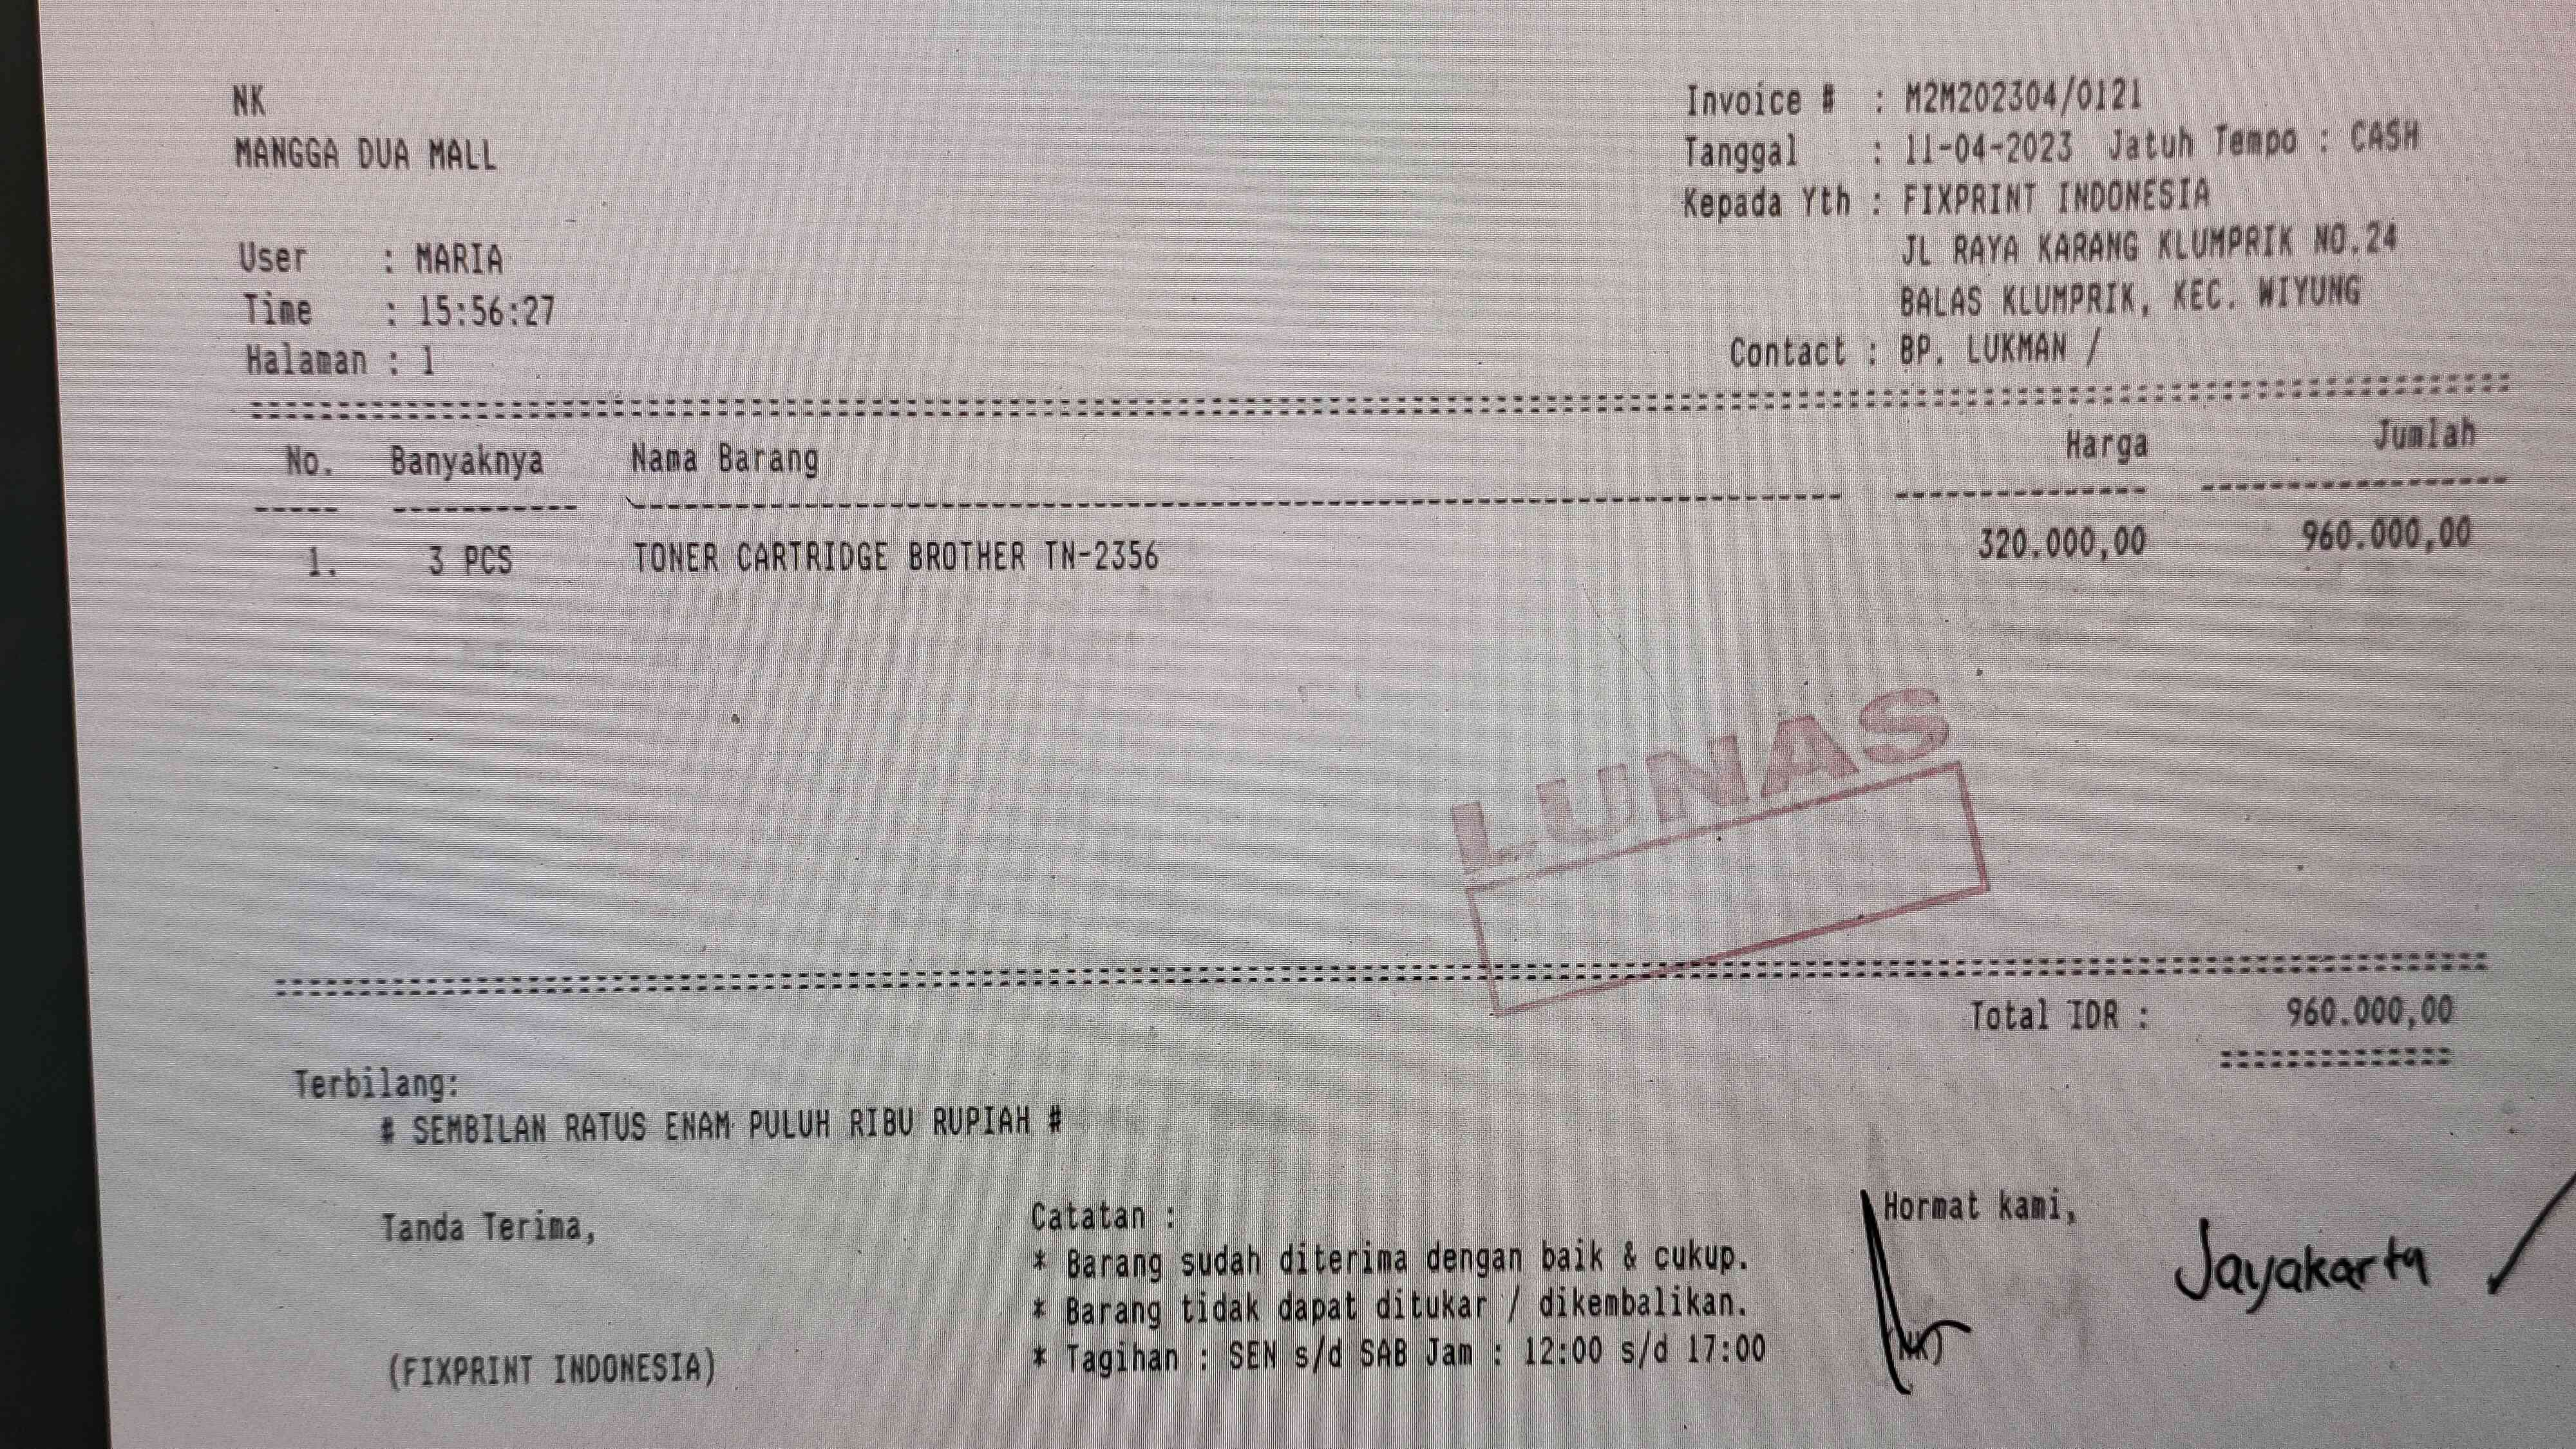 NK
MANGGA DUA MALL
User : MARIA
Time : 15:56:27
Halaman : 1
Invoice # : M2M202304/0121
Tanggal : 11-04-2023 Jatuh Tempo : CASH
Kepada Yth : FIXPRINT INDONESIA
JL RAYA KARANG KLUMPRIK NO.24
BALAS KLUMPRIK, KEC. WIYUNG
Contact : BP. LUKMAN /
No. Banyaknya Nama Barang Harga Jumlah
1. 3 PCS TONER CARTRIDGE BROTHER TN-2356 320.000,00 960.000,00
LUNAS
Total IDR : 960.000,00
Terbilang:
# SEMBILAN RATUS ENAM PULUH RIBU RUPIAH #
Tanda Terima,
(FIXPRINT INDONESIA)
Catatan :
* Barang sudah diterima dengan baik & cukup.
* Barang tidak dapat ditukar / dikembalikan.
* Tagihan : SEN s/d SAB Jam : 12:00 s/d 17:00
Hormat kami,
Jayakarta